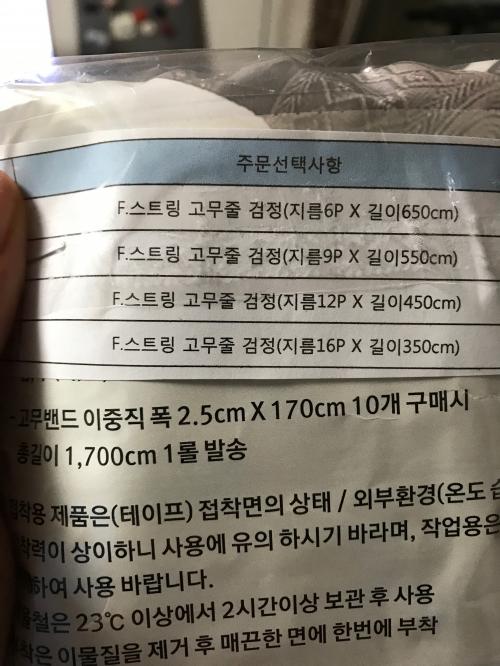 주문선택사항
F.스트링 고무줄 검정(지름6P X 길이650cm)
F.스트링 고무줄 검정(지름9P X 길이550cm)
F.스트링 고무줄 검정(지름12P X 길이450cm)
F.스트링 고무줄 검정(지름16P X 길이350cm)
- 고무밴드 이중직 폭 2.5cm X 170cm 10개 구매시
총길이 1,700cm 1롤 발송
제품은(테이프) 접착면의 상태 / 외부환경(온도
상이하니 사용에 유의 하시기 바라며, 작업용은
사용 바랍니다.
23℃ 이상에서 2시간이상 보관 후 사용
이물질을 제거 후 매끈한 면에 한번에 부착